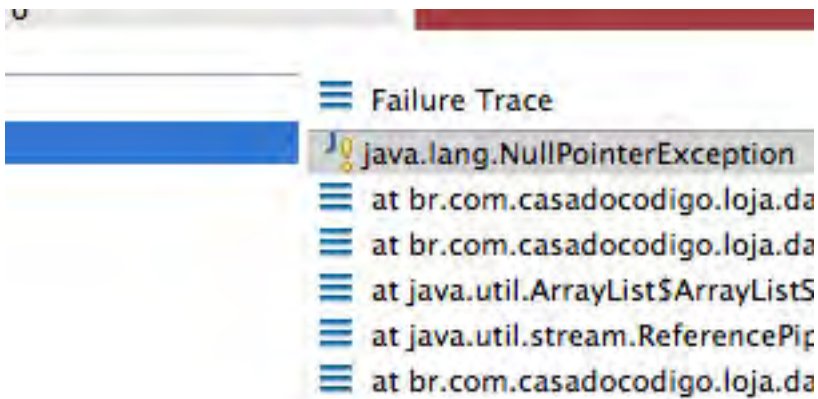 Failure Trace
java.lang.NullPointerException
at br.com.casadocodigo.loja.da
at br.com.casadocodigo.loja.da
at java.util.ArrayList$ArrayListS
at java.util.stream.ReferencePip
at br.com.casadocodigo.loja.da